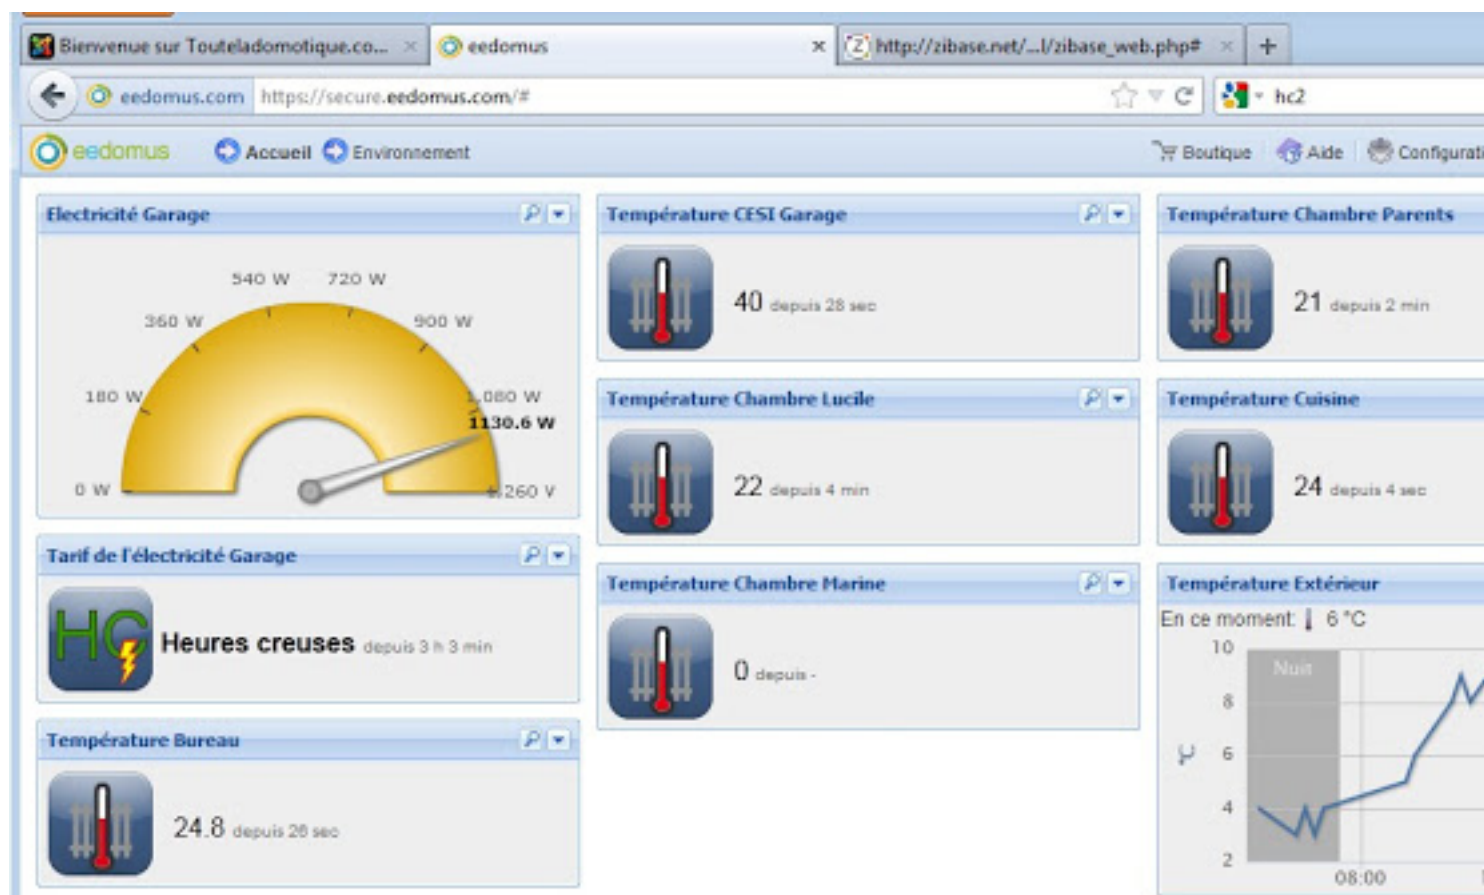 Bienvenue sur Touteladomotique.co...
eedomus
http://zibase.net/...l/zibase_web.php#
eedomus.com
https://secure.eedomus.com/#
hc2
eedomus
Accueil
Environnement
Boutique
Aide
Configurati
Electricité Garage
540 W
720 W
360 W
900 W
180 W
1,080 W
1130.6 W
0 W
260 V
Tarif de l'électricité Garage
HC
Heures creuses depuis 3 h 3 min
Température Bureau
24.8 depuis 26 sec
Température CESI Garage
40 depuis 28 sec
Température Chambre Lucile
22 depuis 4 min
Température Chambre Marine
0 depuis -
Température Chambre Parents
21 depuis 2 min
Température Cuisine
24 depuis 4 sec
Température Extérieur
En ce moment: 6 °C
10
Nuit
8
6
°C
4
2
08:00